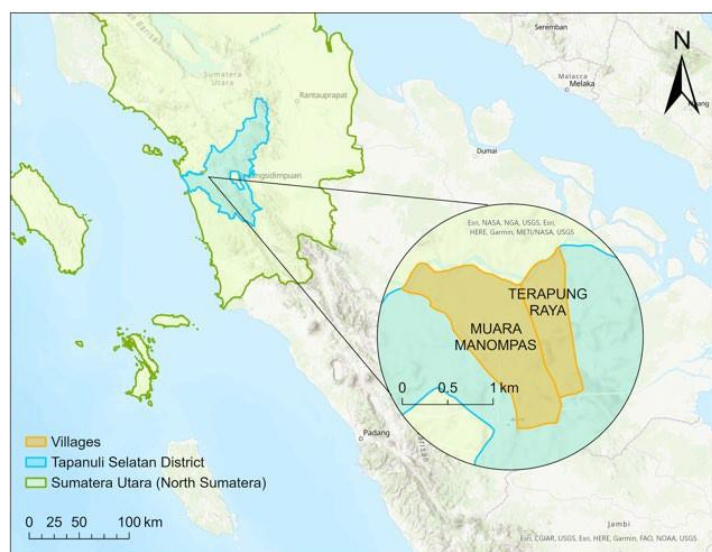 Seremban
Sumatera
Utara
Rantauprapat
Malacca
Melaka
N
Dumai
ngsidimpuan
Esri, NASA, NGA, USGS, Esri,
HERE, Garmin, METI/NASA, USGS
TERAPUNG
RAYA
MUARA
MANOMPAS
0 0.5 1 km
Villages
Tapanuli Selatan District
Sumatera Utara (North Sumatera)
Padang
0 25 50 100 km
Jambi
Esri, CGIAR, USGS, Esri, HERE, Garmin, FAO, NOAA, USGS